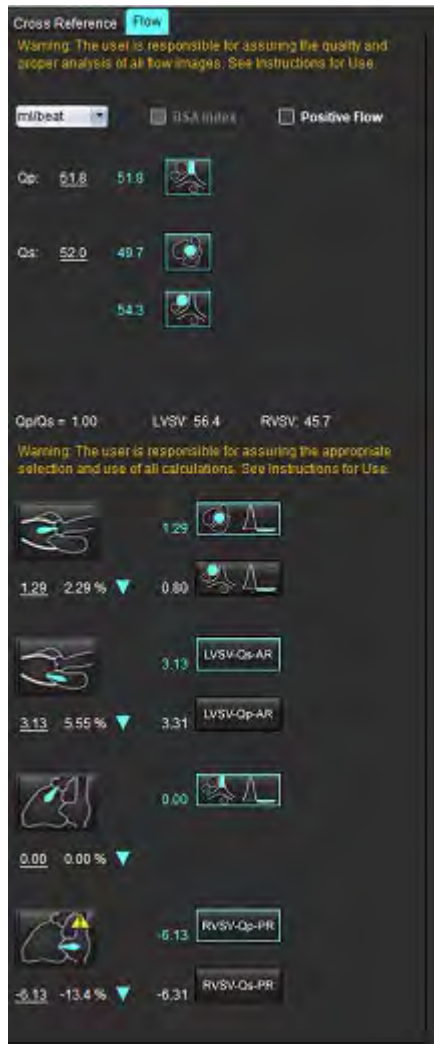 Cross Reference Flow
Warning: The user is responsible for assuring the quality and
proper analysis of all flow images. See Instructions for Use.
ml/beat BSA Index Positive Flow
Qp: 51.8 51.8
Qs: 52.0 49.7
54.3
Qp/Qs = 1.00 LVSV: 56.4 RVSV: 45.7
Warning: The user is responsible for assuring the appropriate
selection and use of all calculations. See Instructions for Use.
1.29
1.29 2.29 % 0.80
3.13 LVSV-Qs-AR
3.13 5.55 % 3.31 LVSV-Qp-AR
0.00
0.00 0.00 %
-6.13 RVSV-Qp-PR
-6.13 -13.4 % -6.31 RVSV-Qs-PR